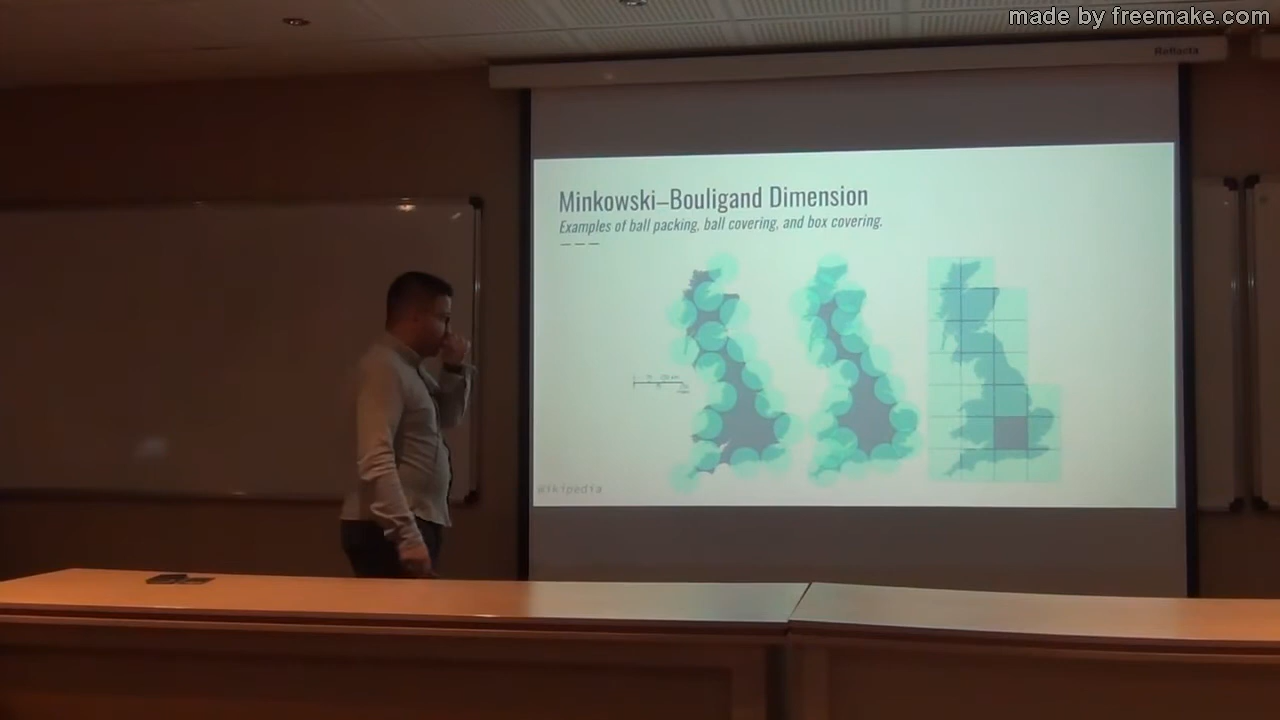 made by freemake.com
Reflecta
Minkowski–Bouligand Dimension
Examples of ball packing, ball covering, and box covering.
Wikipedia